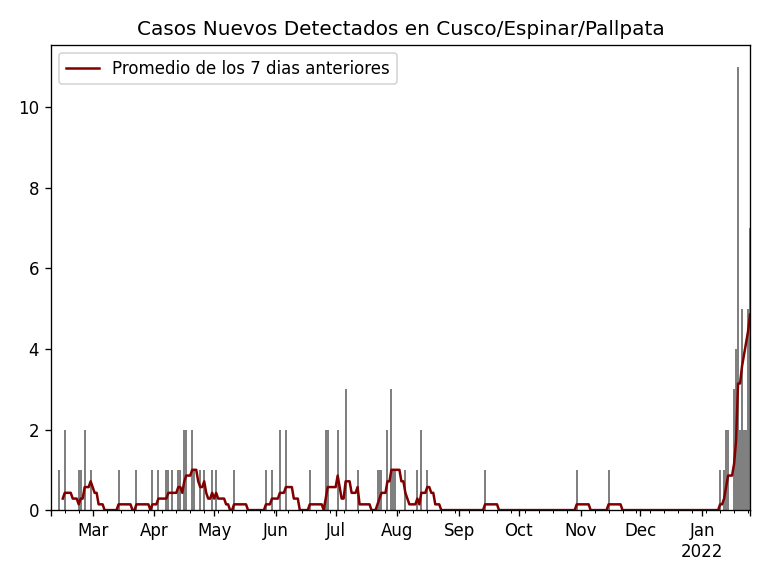 Casos Nuevos Detectados en Cusco/Espinar/Pallpata
Promedio de los 7 dias anteriores
10
8
6
4
2
0
Mar Apr May Jun Jul Aug Sep Oct Nov Dec Jan
2022